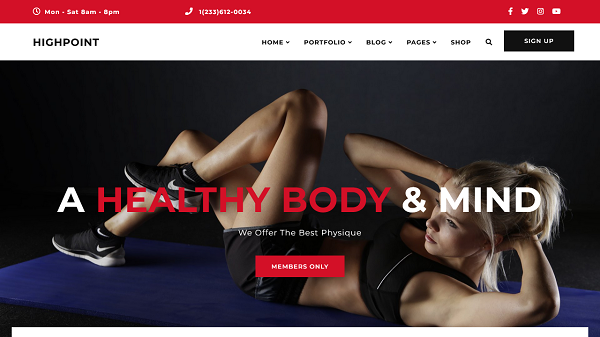 Mon - Sat 8am - 8pm
1(233)612-0034
HIGHPOINT
HOME
PORTFOLIO
BLOG
PAGES
SHOP
SIGN UP
A HEALTHY BODY & MIND
We Offer The Best Physique
MEMBERS ONLY